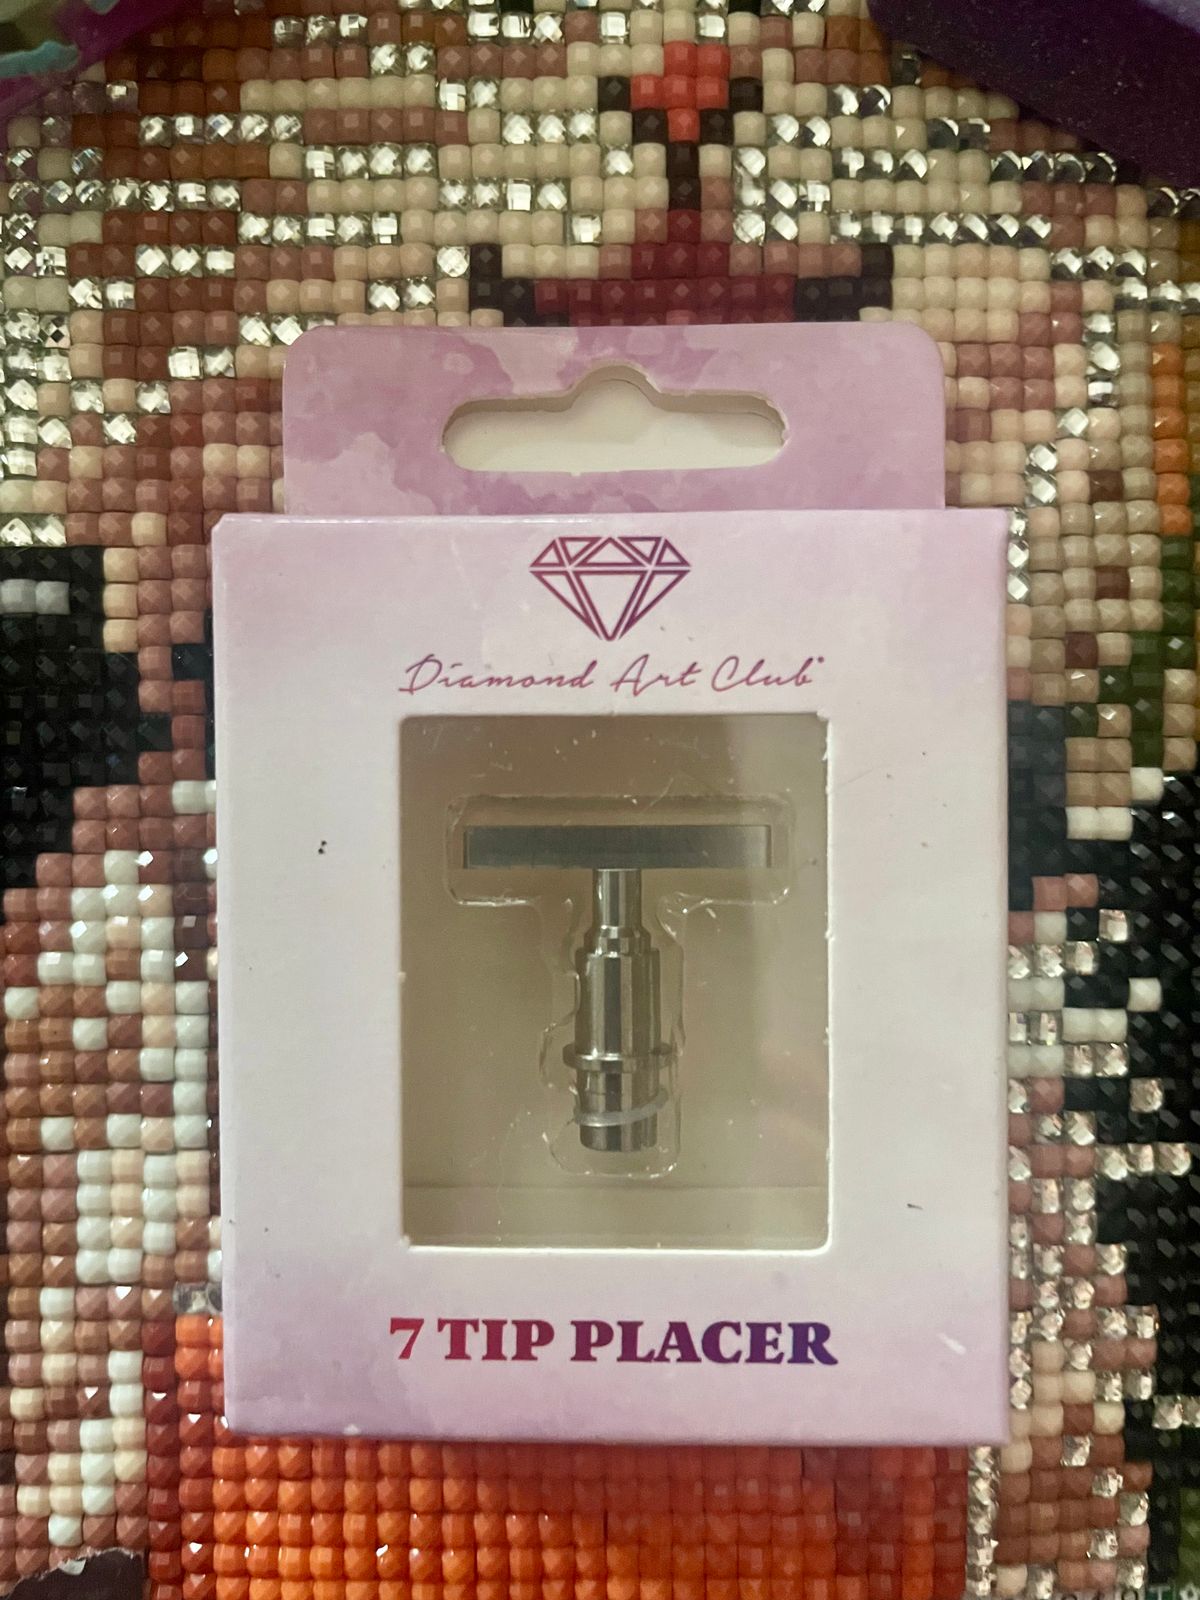 Diamond Art Club®
7 TIP PLACER